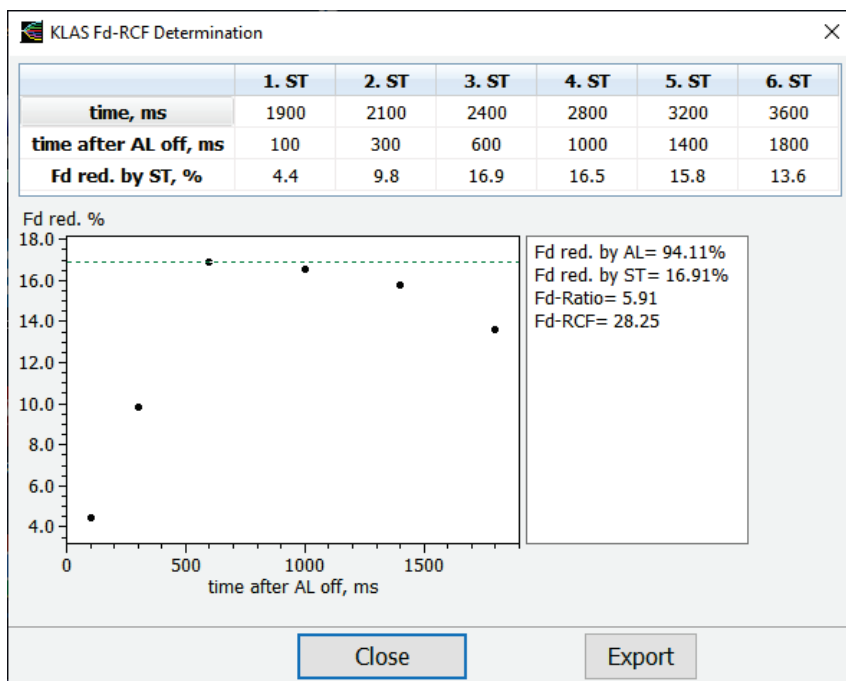 KLAS Fd-RCF Determination
1. ST 2. ST 3. ST 4. ST 5. ST 6. ST
time, ms 1900 2100 2400 2800 3200 3600
time after AL off, ms 100 300 600 1000 1400 1800
Fd red. by ST, % 4.4 9.8 16.9 16.5 15.8 13.6
Fd red. %
18.0
16.0
14.0
12.0
10.0
8.0
6.0
4.0
0 500 1000 1500
time after AL off, ms
Fd red. by AL= 94.11%
Fd red. by ST= 16.91%
Fd-Ratio= 5.91
Fd-RCF= 28.25
Close Export